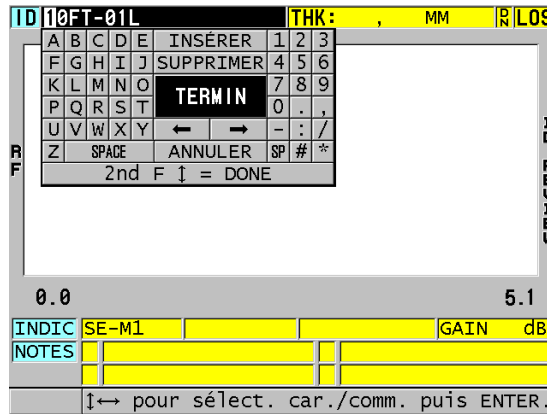 ID 10FT-01L THK: , MM DN LOS
A B C D E INSÉRER 1 2 3
F G H I J SUPPRIMER 4 5 6
K L M N O TERMIN 7 8 9
P Q R S T 0 . ,
U V W X Y ← → - : /
Z SPACE ANNULER SP # *
2nd F ↕ = DONE
RF
0.0 5.1
INDIC SE-M1 GAIN dB
NOTES
↕↔ pour sélect. car./comm. puis ENTER.